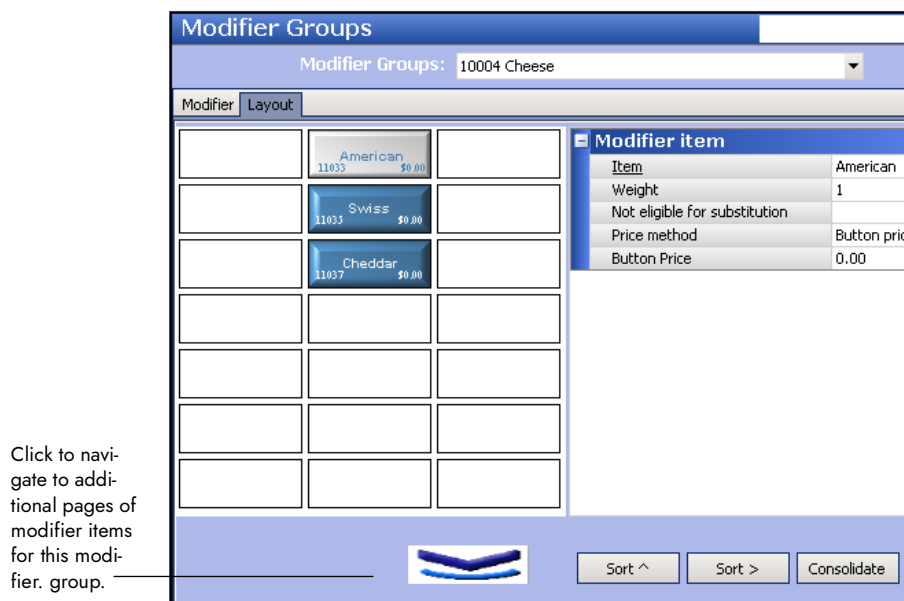 Modifier Groups
Modifier Groups: 10004 Cheese
Modifier Layout
American
11033 $0.00
Swiss
11035 $0.00
Cheddar
11037 $0.00
Modifier item
Item American
Weight 1
Not eligible for substitution
Price method Button pric
Button Price 0.00
Click to navi-
gate to addi-
tional pages of
modifier items
for this modi-
fier. group.
Sort ^ Sort > Consolidate